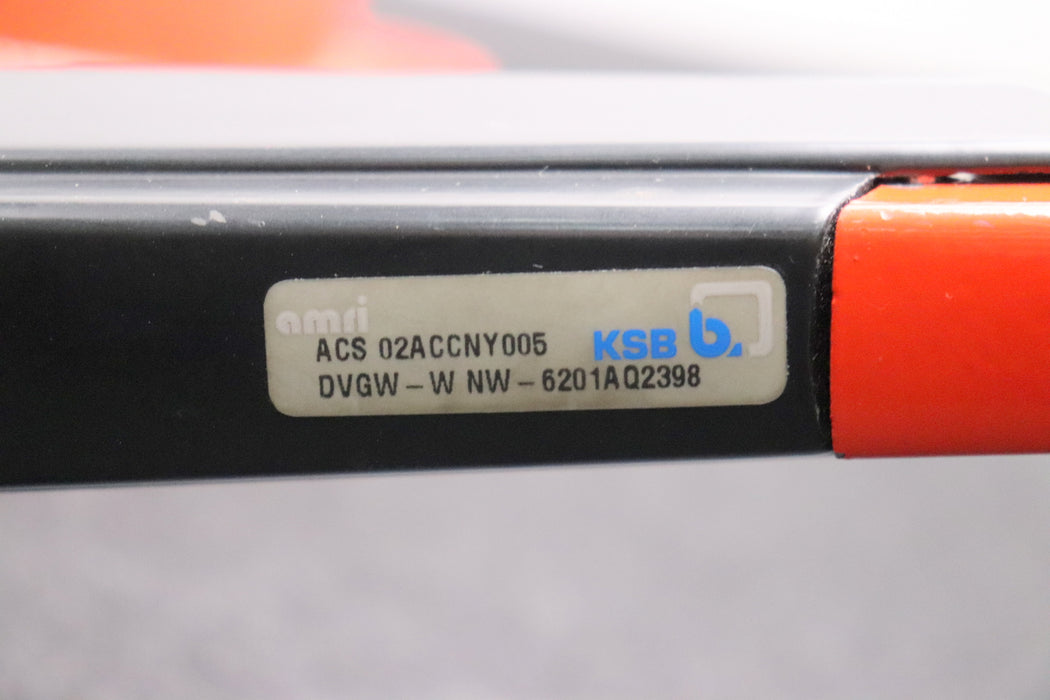 amri
ACS 02ACCNY005 KSB b.
DVGW – W NW – 6201AQ2398